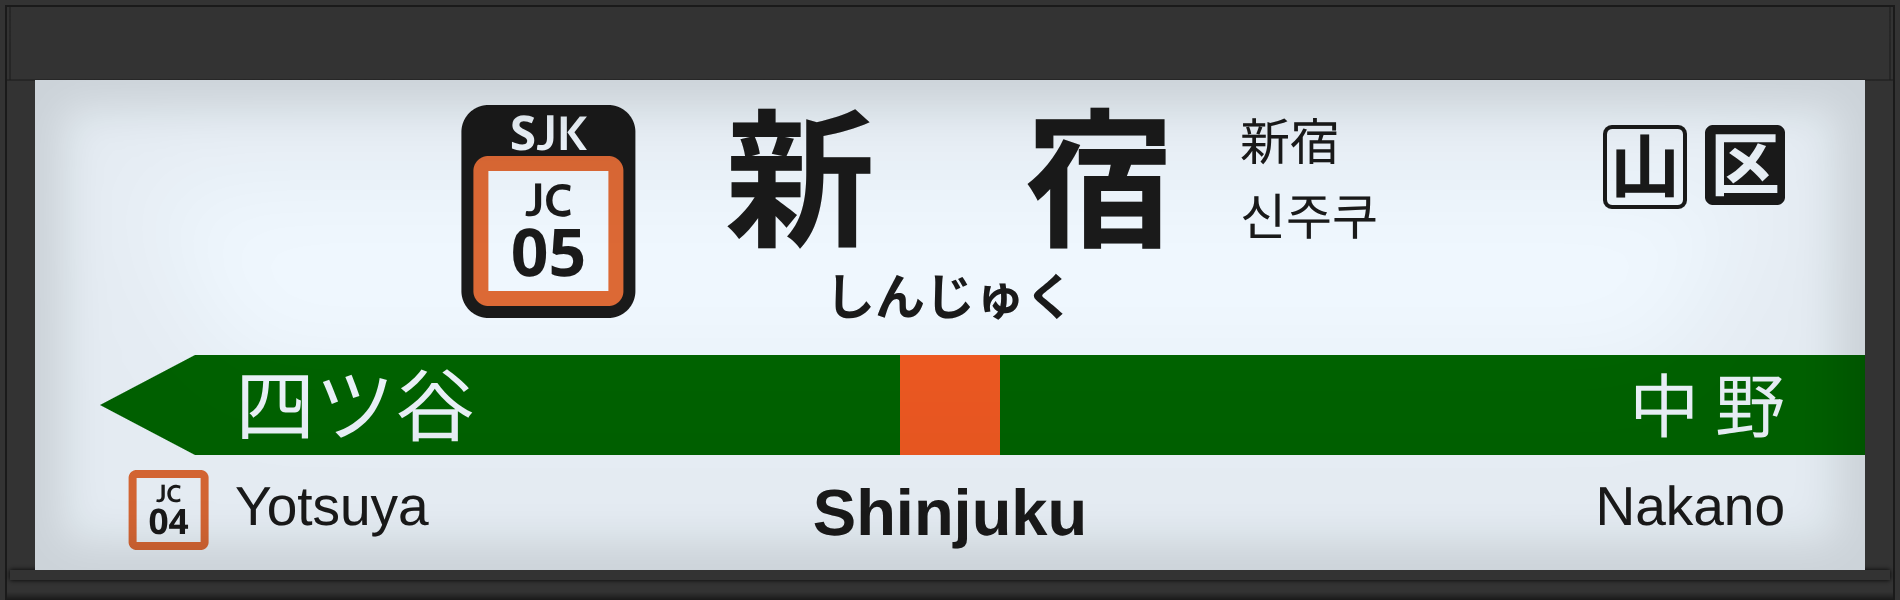 SJK
JC
05
新宿
しんじゅく
新宿
신주쿠
山 区
四ツ谷
中野
JC
04
Yotsuya
Shinjuku
Nakano